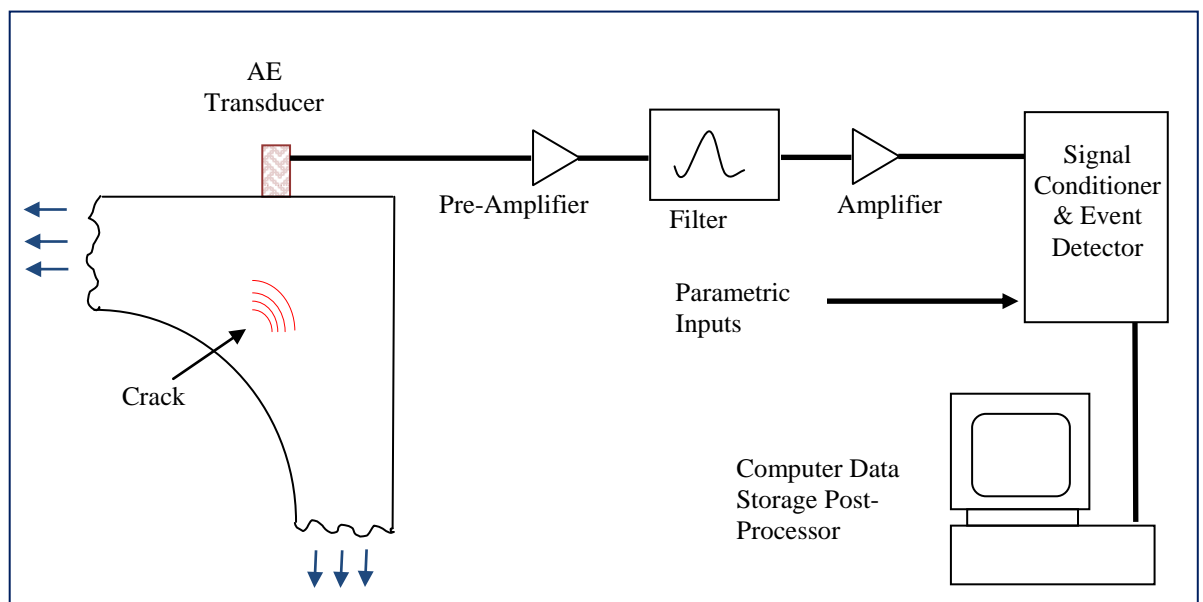 AE
Transducer
Pre-Amplifier
Filter
Amplifier
Signal
Conditioner
& Event
Detector
Parametric
Inputs
Crack
Computer Data
Storage Post-
Processor